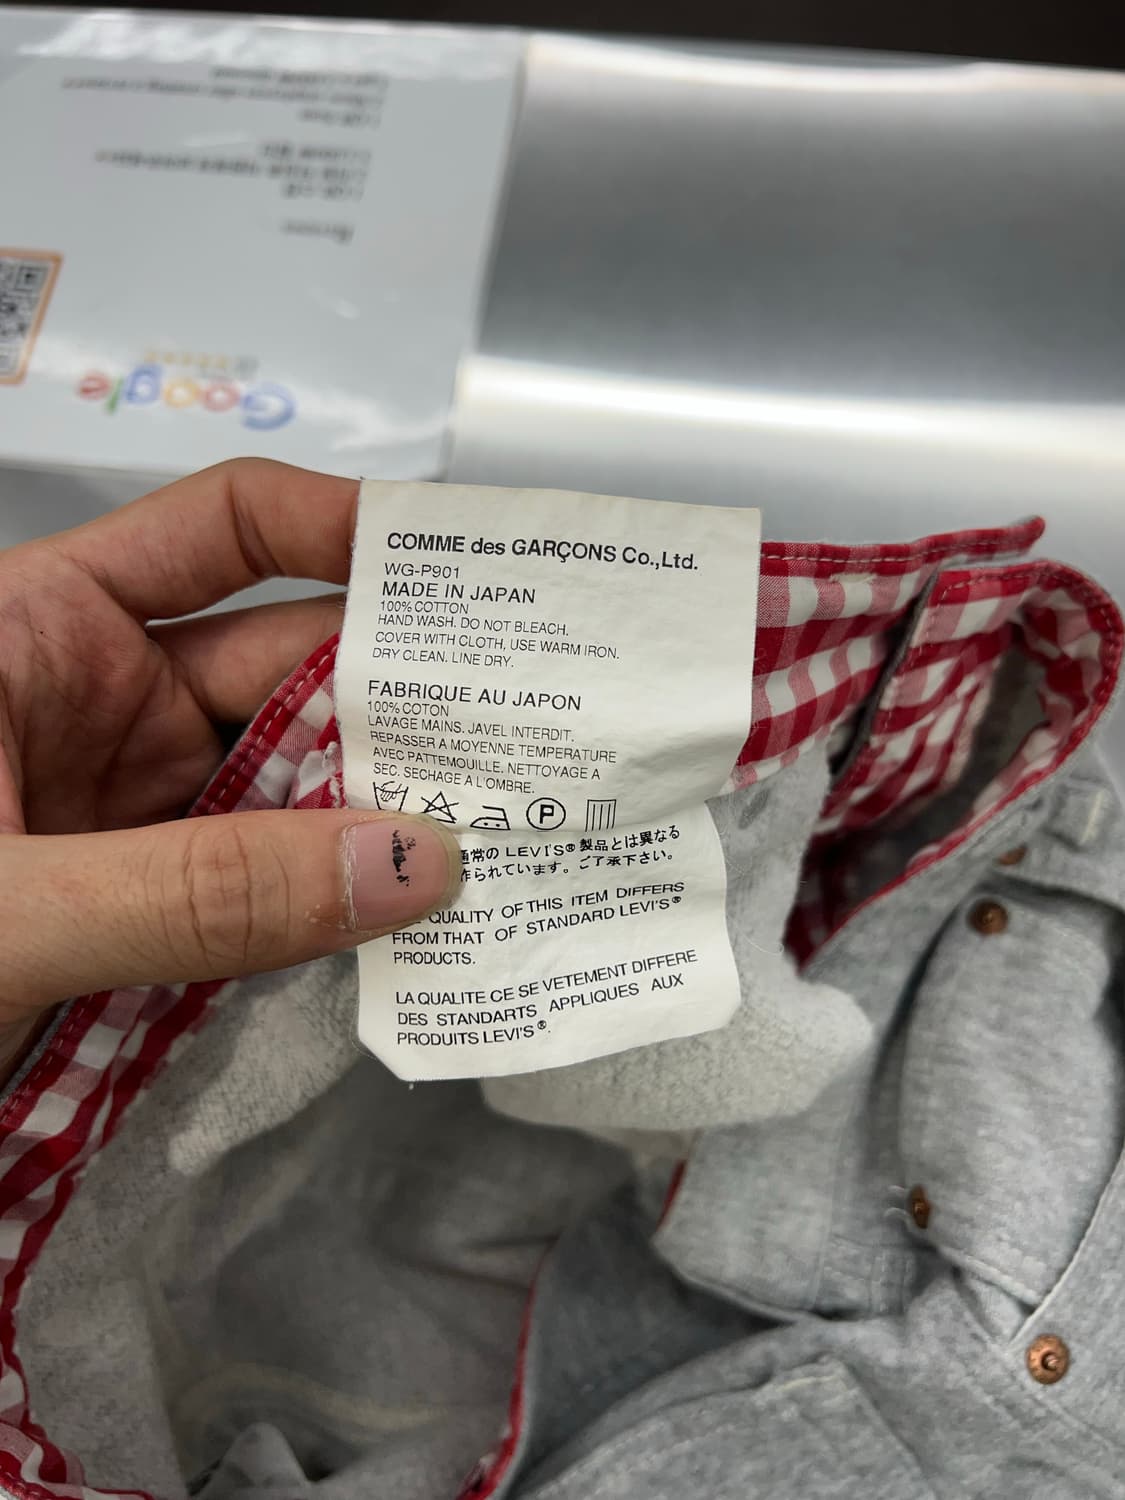 Google
COMME des GARÇONS Co.,Ltd.
WG-P901
MADE IN JAPAN
100% COTTON
HAND WASH. DO NOT BLEACH.
COVER WITH CLOTH, USE WARM IRON.
DRY CLEAN. LINE DRY.
FABRIQUE AU JAPON
100% COTON
LAVAGE MAINS. JAVEL INTERDIT.
REPASSER A MOYENNE TEMPERATURE
AVEC PATTEMOUILLE. NETTOYAGE A
SEC. SECHAGE A L'OMBRE.
P
通常の LEVI'S® 製品とは異なる
作られています。ご了承下さい。
QUALITY OF THIS ITEM DIFFERS
FROM THAT OF STANDARD LEVI'S®
PRODUCTS.
LA QUALITE CE SE VETEMENT DIFFERE
DES STANDARTS APPLIQUES AUX
PRODUITS LEVI'S®.